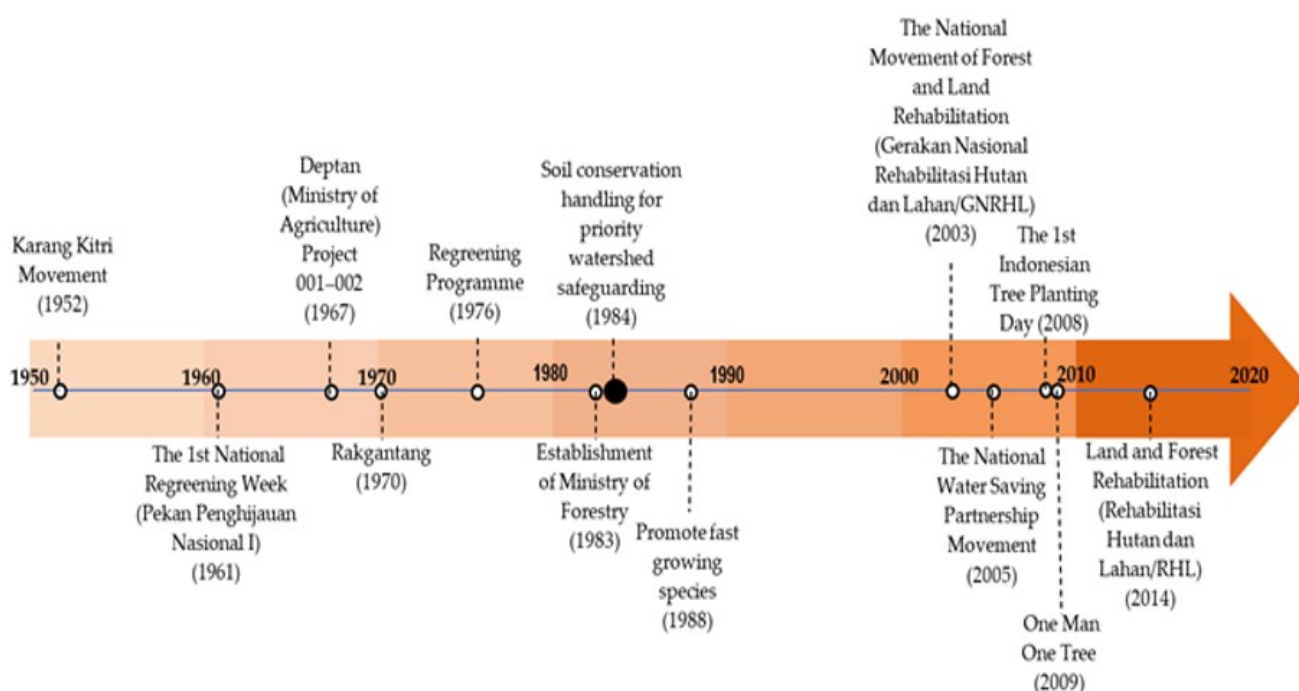 The National
Movement of Forest
and Land
Rehabilitation
(Gerakan Nasional
Rehabilitasi Hutan
dan Lahan/GNRHL)
(2003)
Deptan
(Ministry of
Agriculture)
Project
001–002
(1967)
Soil conservation
handling for
priority
watershed
safeguarding
(1984)
Karang Kitri
Movement
(1952)
Regreening
Programme
(1976)
The 1st
Indonesian
Tree Planting
Day (2008)
1950
1960
1970
1980
1990
2000
2010
2020
The 1st National
Regreening Week
(Pekan Penghijauan
Nasional I)
(1961)
Rakgantang
(1970)
Establishment
of Ministry of
Forestry
(1983)
Promote fast
growing
species
(1988)
The National
Water Saving
Partnership
Movement
(2005)
One Man
One Tree
(2009)
Land and Forest
Rehabilitation
(Rehabilitasi
Hutan dan
Lahan/RHL)
(2014)